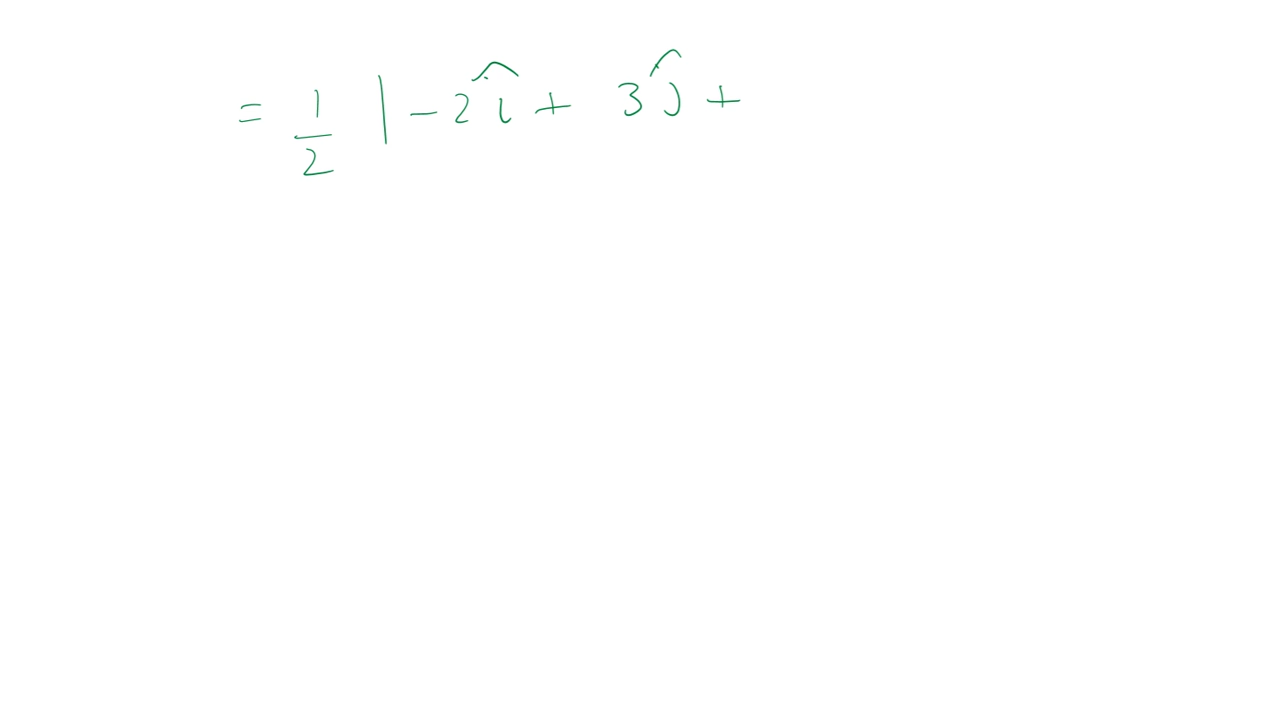 = 1/2 | -2î + 3ĵ +